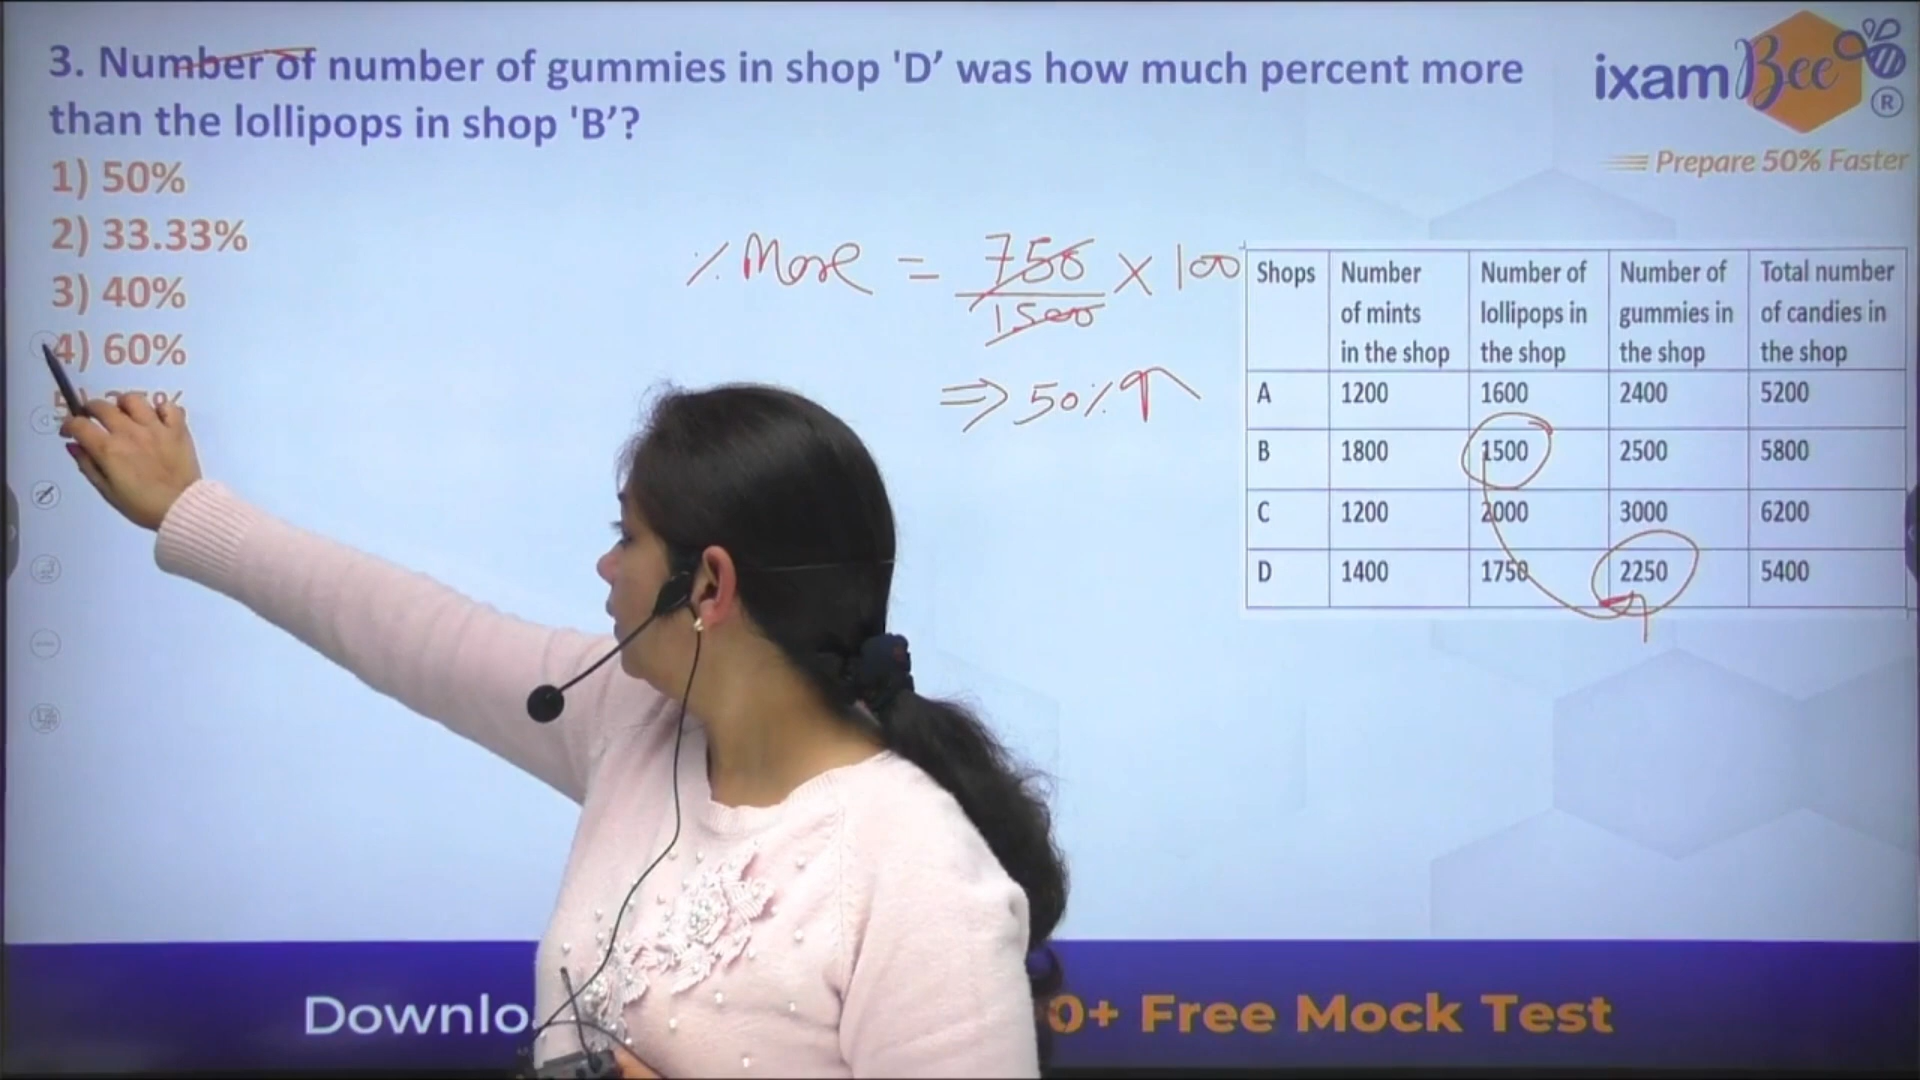 3. Number of number of gummies in shop 'D' was how much percent more
than the lollipops in shop 'B'?
1) 50%
2) 33.33%
3) 40%
4) 60%
ixamBee
®
Prepare 50% Faster
% More = 750/1500 × 100
⇒ 50% ↑
Shops Number of mints in the shop Number of lollipops in the shop Number of gummies in the shop Total number of candies in the shop
A 1200 1600 2400 5200
B 1800 1500 2500 5800
C 1200 2000 3000 6200
D 1400 1750 2250 5400
0+ Free Mock Test